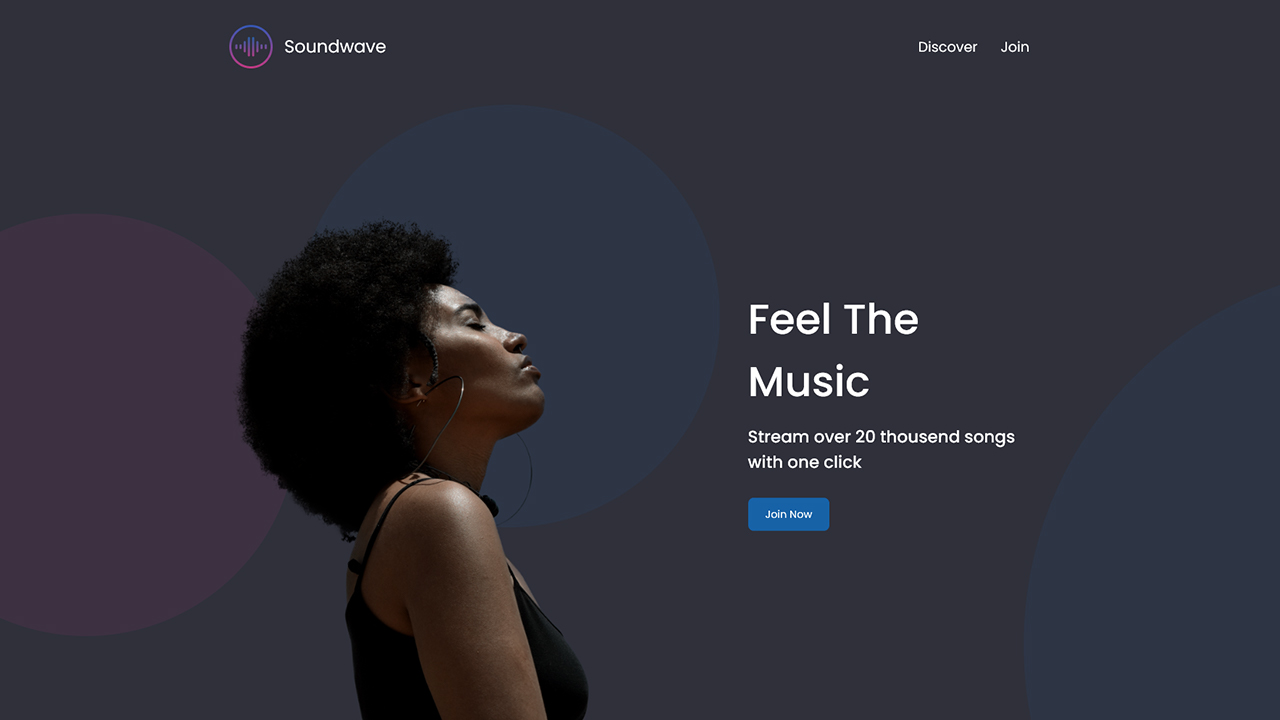 Soundwave
Discover
Join
Feel The
Music
Stream over 20 thousend songs
with one click
Join Now